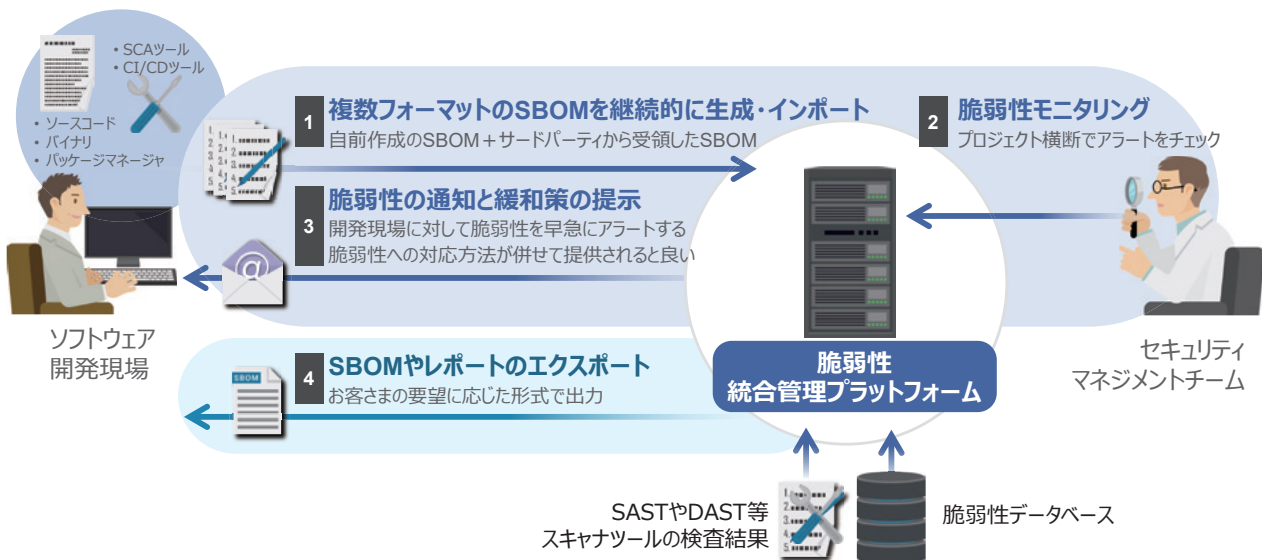 ・SCAツール
・CI/CDツール
・ソースコード
・バイナリ
・パッケージマネージャ
ソフトウェア
開発現場
1 複数フォーマットのSBOMを継続的に生成・インポート
自前作成のSBOM＋サードパーティから受領したSBOM
2 脆弱性モニタリング
プロジェクト横断でアラートをチェック
3 脆弱性の通知と緩和策の提示
開発現場に対して脆弱性を早急にアラートする
脆弱性への対応方法が併せて提供されると良い
@
セキュリティ
マネジメントチーム
脆弱性
統合管理プラットフォーム
SBOM
4 SBOMやレポートのエクスポート
お客さまの要望に応じた形式で出力
SASTやDAST等
スキャナツールの検査結果
脆弱性データベース